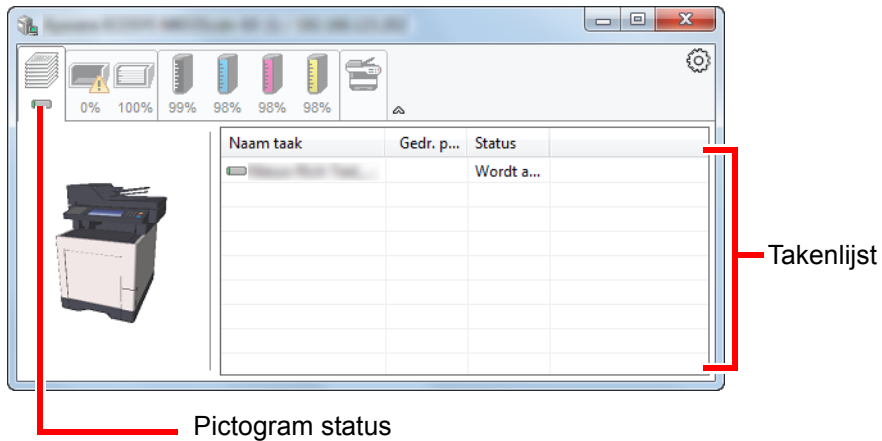 0% 100% 99% 98% 98% 98%
Naam taak Gedr. p... Status
Wordt a...
Takenlijst
Pictogram status